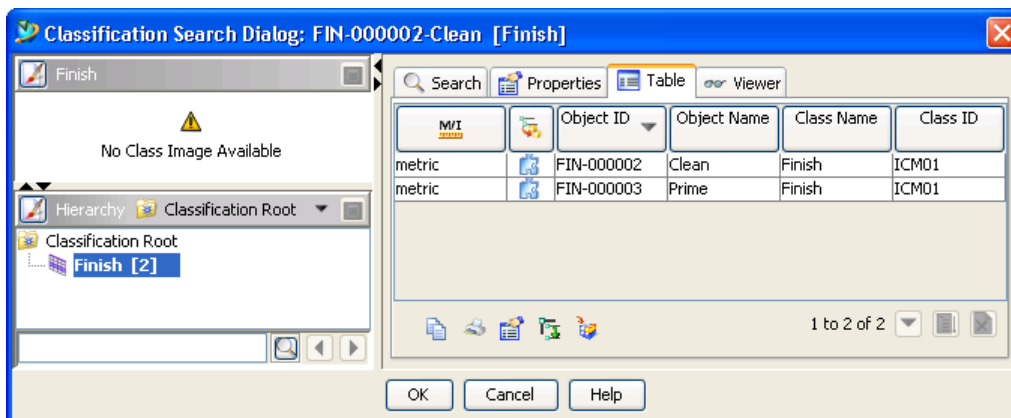 Classification Search Dialog: FIN-000002-Clean [Finish]
Finish
No Class Image Available
Hierarchy Classification Root
Classification Root
Finish [2]
Search Properties Table Viewer
M/I Object ID Object Name Class Name Class ID
metric FIN-000002 Clean Finish ICM01
metric FIN-000003 Prime Finish ICM01
1 to 2 of 2
OK Cancel Help